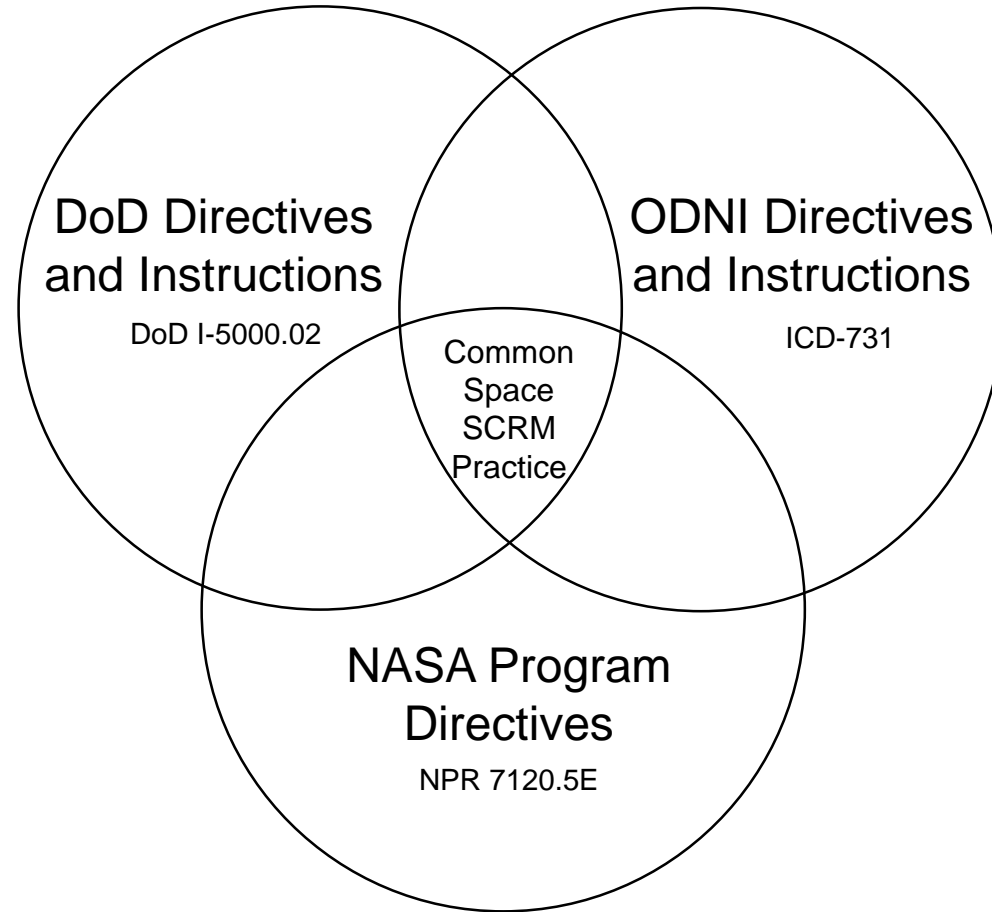 DoD Directives
and Instructions
DoD I-5000.02
ODNI Directives
and Instructions
ICD-731
Common
Space
SCRM
Practice
NASA Program
Directives
NPR 7120.5E